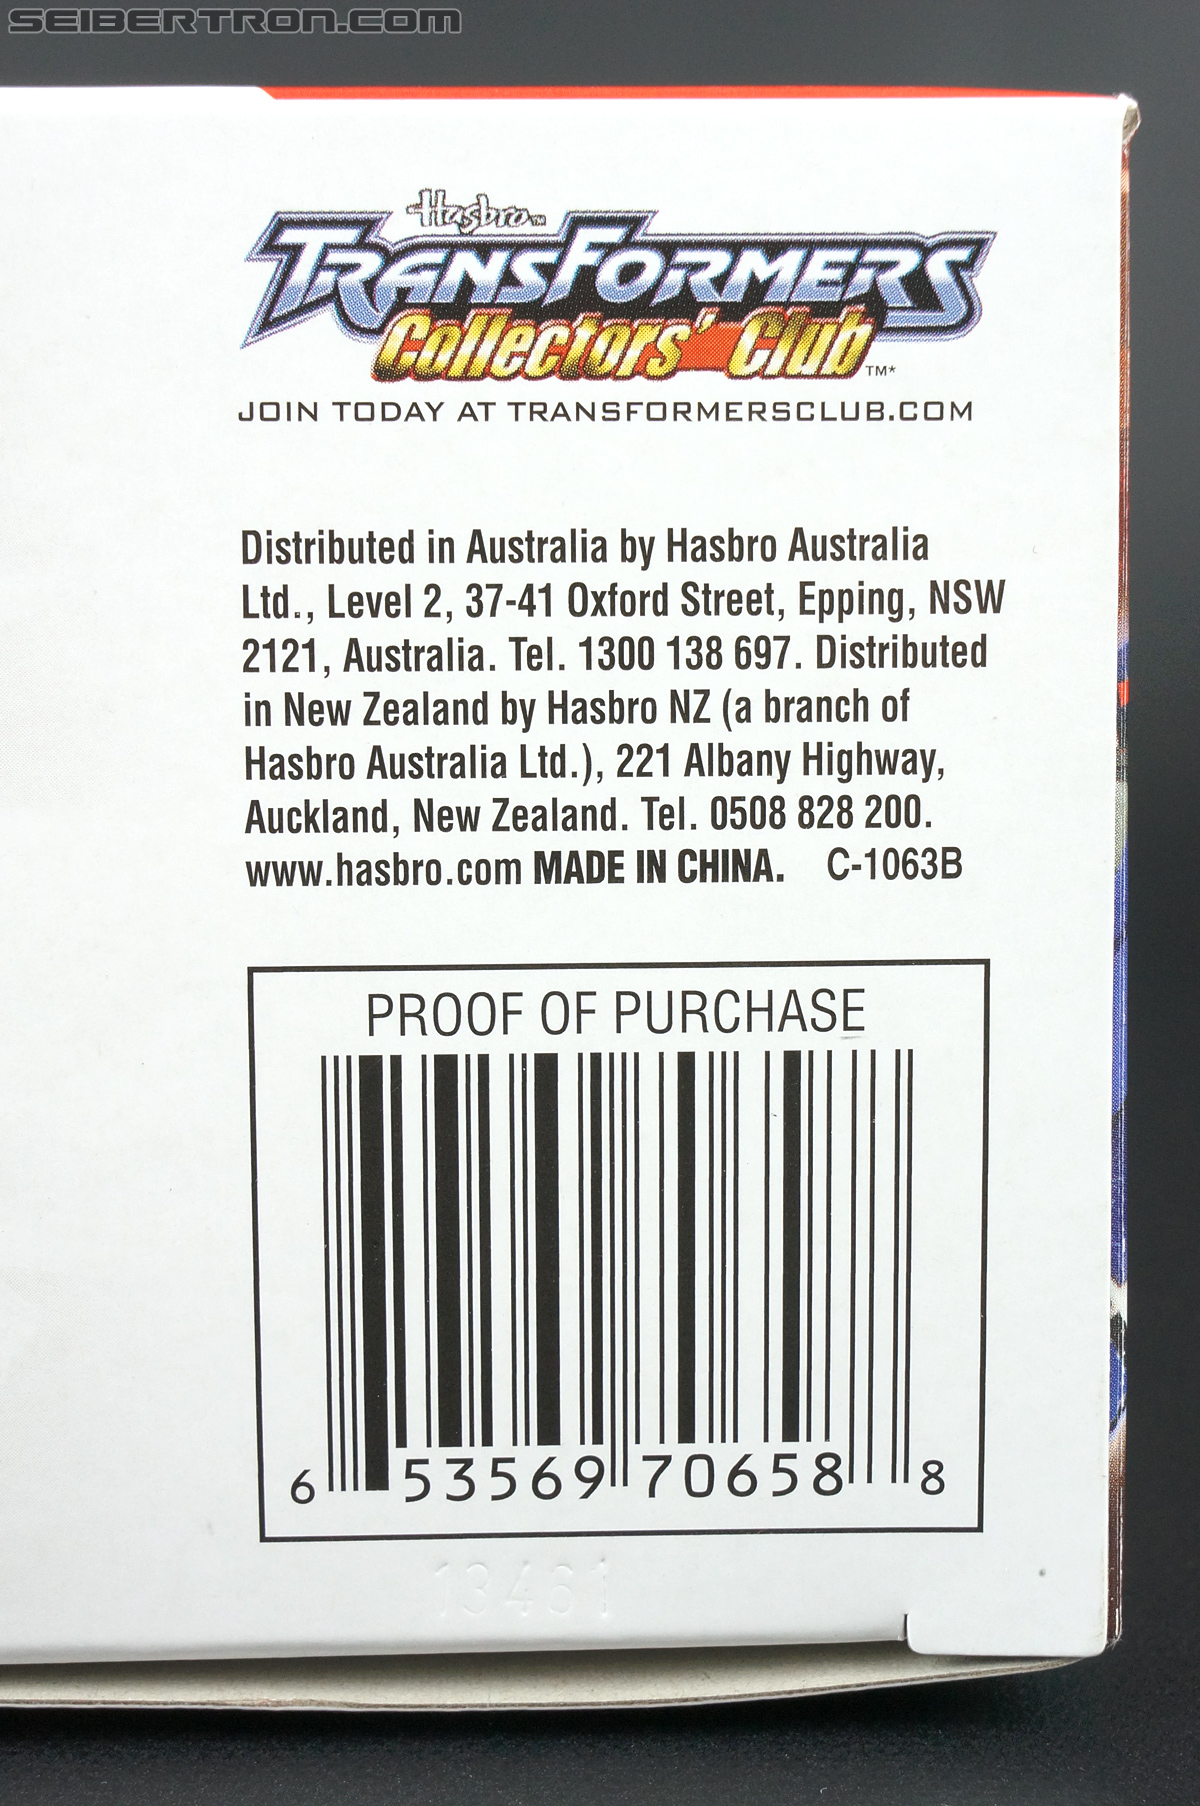 SEIBERTRON.COM
Hasbro™
TRANSFORMERS
Collectors' Club™*
JOIN TODAY AT TRANSFORMERSCLUB.COM
Distributed in Australia by Hasbro Australia
Ltd., Level 2, 37-41 Oxford Street, Epping, NSW
2121, Australia. Tel. 1300 138 697. Distributed
in New Zealand by Hasbro NZ (a branch of
Hasbro Australia Ltd.), 221 Albany Highway,
Auckland, New Zealand. Tel. 0508 828 200.
www.hasbro.com MADE IN CHINA. C-1063B
PROOF OF PURCHASE
6 53569 70658 8
13461